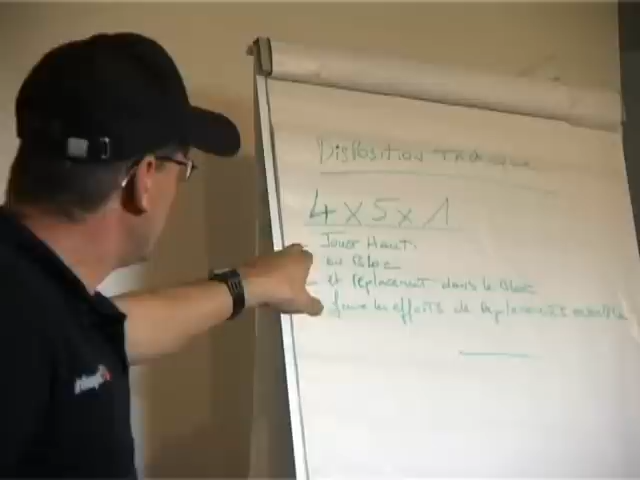 Disposition Tactique
4 x 5 x 1
- Jouer Haut.
en Bloc
- et replacement dans le Bloc
- faire les efforts de replacements ensemble